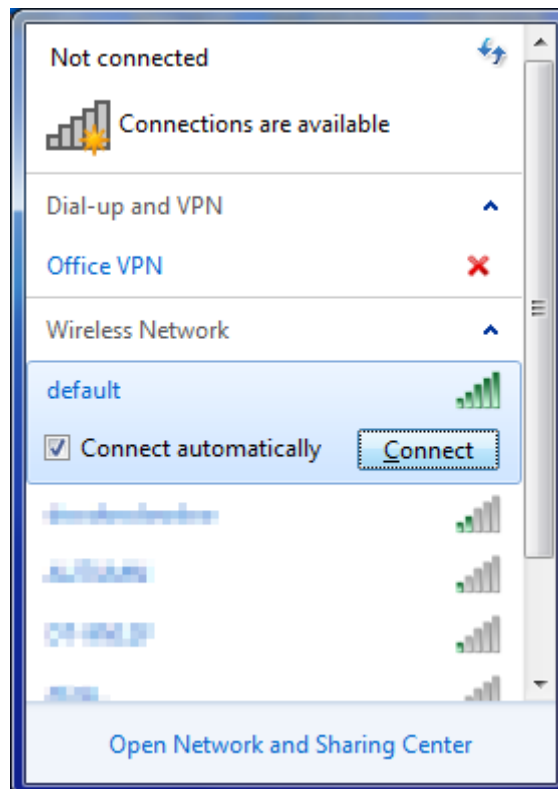 Not connected
Connections are available
Dial-up and VPN
Office VPN
Wireless Network
default
Connect automatically
Connect
Open Network and Sharing Center